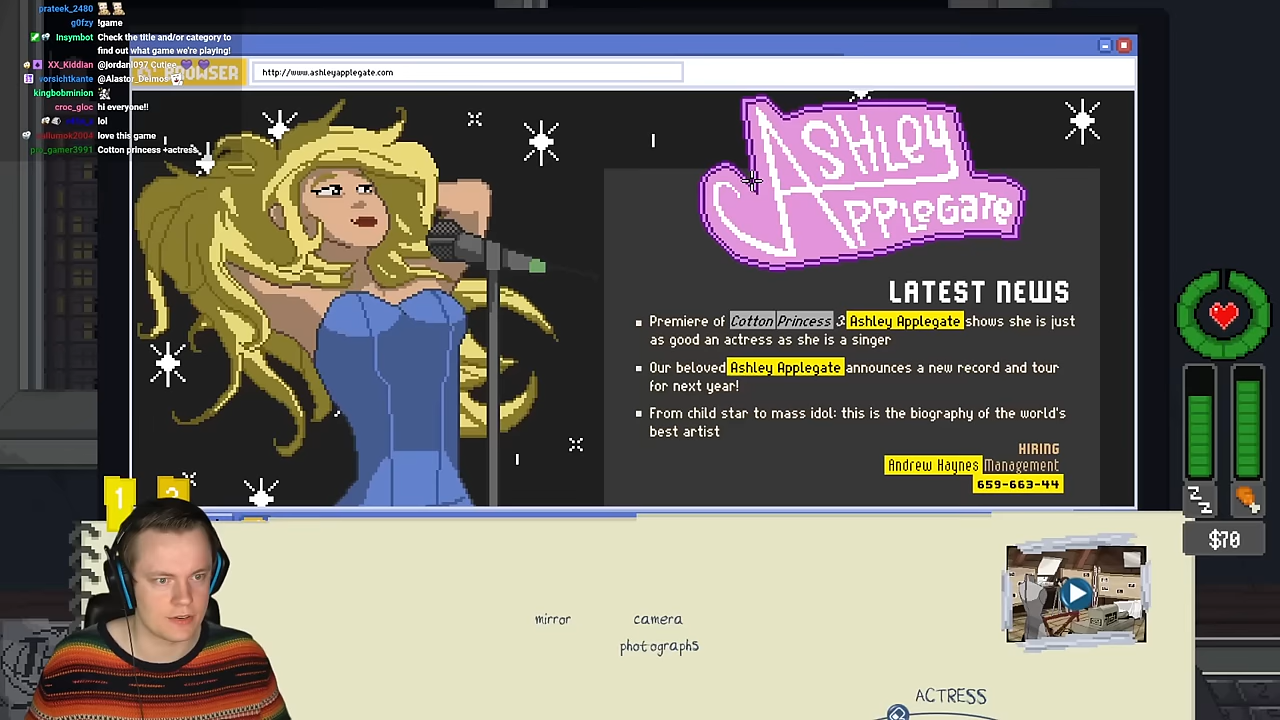 prateek_2480
g0fzy !game
Insymbot Check the title and/or category to
find out what game we're playing!
XX_Kiddian @jordan1097 Cutiee
vorsichtkante @Alastor_Deimos
kingbobminion
croc_gloc hi everyone!!
lol
love this game
Cotton princess +actress
BROWSER
http://www.ashleyapplegate.com
ASHLEY
APPLEGATE
LATEST NEWS
Premiere of Cotton Princess & Ashley Applegate shows she is just
as good an actress as she is a singer
Our beloved Ashley Applegate announces a new record and tour
for next year!
From child star to mass idol: this is the biography of the world's
best artist
HIRING
Andrew Haynes Management
659-663-44
1
$70
mirror
camera
photographs
ACTRESS